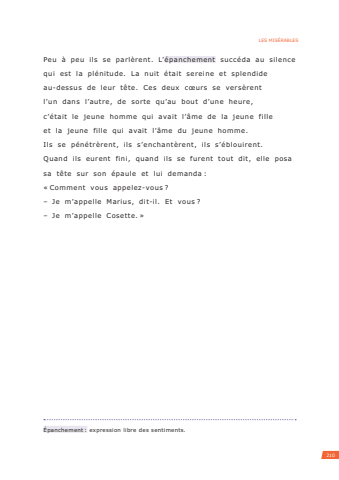 LES MISÉRABLES
Peu à peu ils se parlèrent. L’épanchement succéda au silence
qui est la plénitude. La nuit était sereine et splendide
au-dessus de leur tête. Ces deux cœurs se versèrent
l’un dans l’autre, de sorte qu’au bout d’une heure,
c’était le jeune homme qui avait l’âme de la jeune fille
et la jeune fille qui avait l’âme du jeune homme.
Ils se pénétrèrent, ils s’enchantèrent, ils s’éblouirent.
Quand ils eurent fini, quand ils se furent tout dit, elle posa
sa tête sur son épaule et lui demanda :
« Comment vous appelez-vous ?
– Je m’appelle Marius, dit-il. Et vous ?
– Je m’appelle Cosette. »
Épanchement : expression libre des sentiments.
210